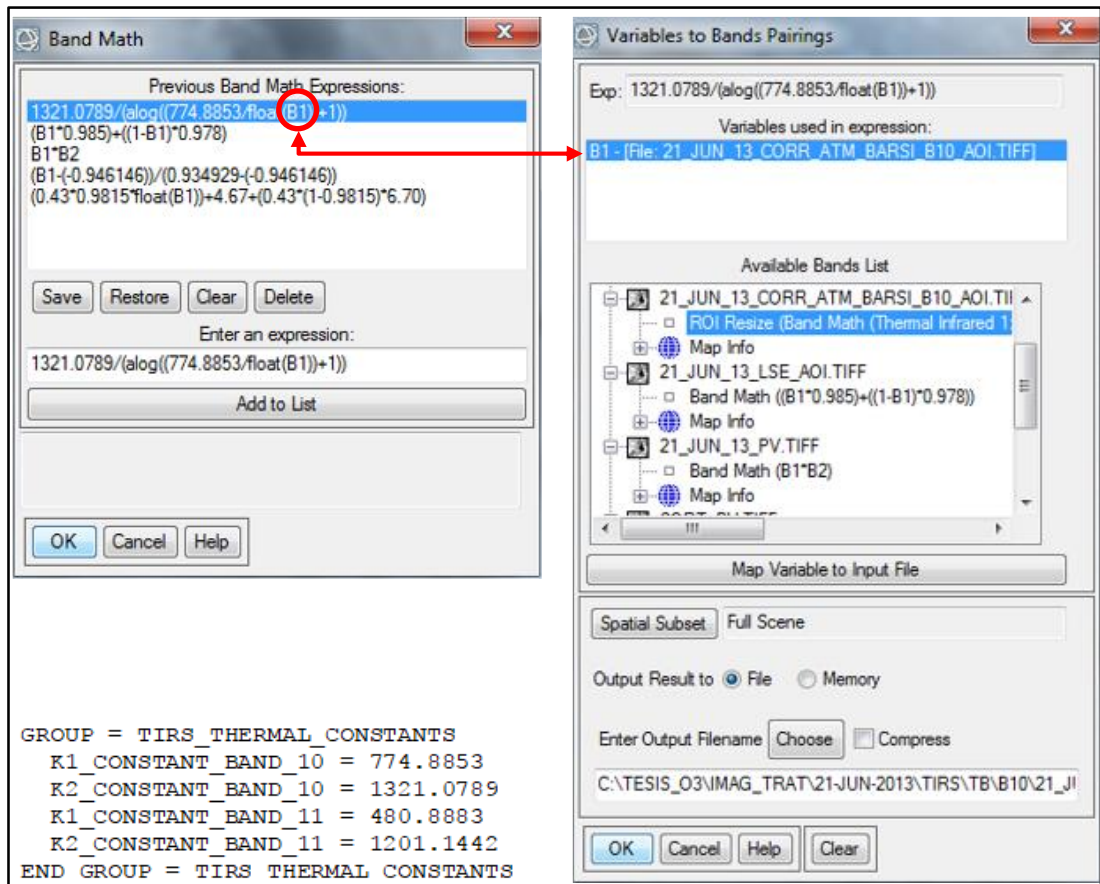 Band Math
Previous Band Math Expressions:
1321.0789/(alog((774.8853/float(B1))+1))
(B1*0.985)+((1-B1)*0.978)
B1*B2
(B1-(-0.946146))/(0.934929-(-0.946146))
(0.43*0.9815*float(B1))+4.67+(0.43*(1-0.9815)*6.70)
Save Restore Clear Delete
Enter an expression:
1321.0789/(alog((774.8853/float(B1))+1))
Add to List
OK Cancel Help
GROUP = TIRS_THERMAL_CONSTANTS
K1_CONSTANT_BAND_10 = 774.8853
K2_CONSTANT_BAND_10 = 1321.0789
K1_CONSTANT_BAND_11 = 480.8883
K2_CONSTANT_BAND_11 = 1201.1442
END GROUP = TIRS THERMAL CONSTANTS
Variables to Bands Pairings
Exp: 1321.0789/(alog((774.8853/float(B1))+1))
Variables used in expression:
B1 - [File: 21_JUN_13_CORR_ATM_BARSI_B10_AOI.TIFF]
Available Bands List
21_JUN_13_CORR_ATM_BARSI_B10_AOI.TII
ROI Resize (Band Math (Thermal Infrared 1:
Map Info
21_JUN_13_LSE_AOI.TIFF
Band Math ((B1*0.985)+((1-B1)*0.978))
Map Info
21_JUN_13_PV.TIFF
Band Math (B1*B2)
Map Info
Map Variable to Input File
Spatial Subset Full Scene
Output Result to File Memory
Enter Output Filename Choose Compress
C:\TESIS_O3\IMAG_TRAT\21-JUN-2013\TIRS\TB\B10\21_JI
OK Cancel Help Clear